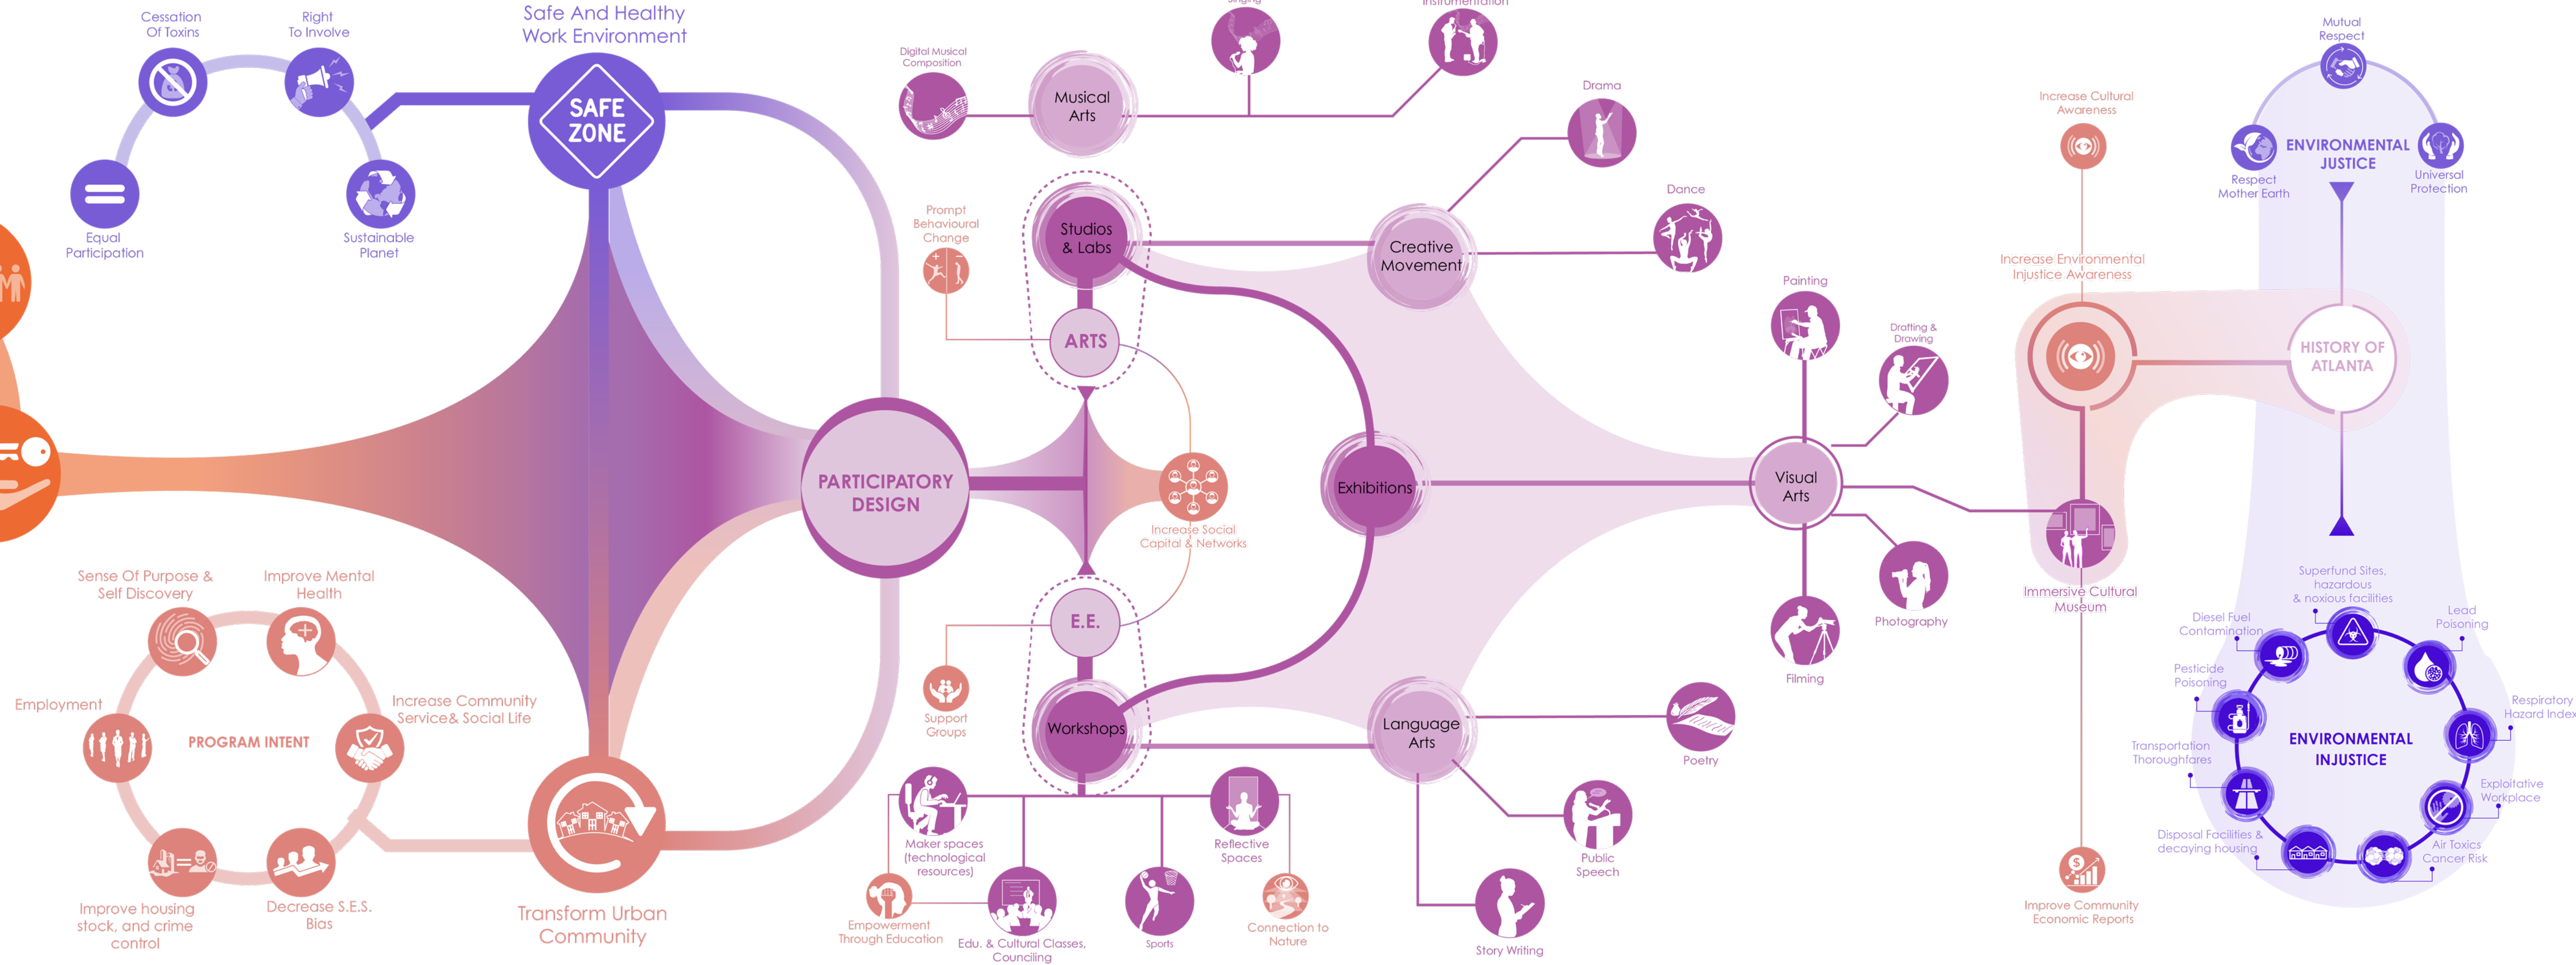 Cessation
Of Toxins
Right
To Involve
Equal
Participation
Sustainable
Planet
Safe And Healthy
Work Environment
SAFE
ZONE
Sense Of Purpose &
Self Discovery
Improve Mental
Health
Employment
Increase Community
Service& Social Life
PROGRAM INTENT
Improve housing
stock, and crime
control
Decrease S.E.S.
Bias
Transform Urban
Community
PARTICIPATORY
DESIGN
Digital Musical
Composition
Musical
Arts
Singing
Instrumentation
Prompt
Behavioural
Change
+ −
Studios
& Labs
ARTS
Increase Social
Capital & Networks
E.E.
Support
Groups
Workshops
Maker spaces
(technological
resources)
Reflective
Spaces
Empowerment
Through Education
Edu. & Cultural Classes,
Counciling
Sports
Connection to
Nature
Drama
Dance
Creative
Movement
Exhibitions
Language
Arts
Poetry
Public
Speech
Story Writing
Painting
Drafting &
Drawing
Visual
Arts
Photography
Filming
Increase Cultural
Awareness
Increase Environmental
Injustice Awareness
Immersive Cultural
Museum
$
Improve Community
Economic Reports
Mutual
Respect
Respect
Mother Earth
ENVIRONMENTAL
JUSTICE
Universal
Protection
HISTORY OF
ATLANTA
Superfund Sites,
hazardous
& noxious facilities
Diesel Fuel
Contamination
Lead
Poisoning
Pesticide
Poisoning
Respiratory
Hazard Index
Transportation
Thoroughfares
ENVIRONMENTAL
INJUSTICE
Exploitative
Workplace
Disposal Facilities &
decaying housing
Air Toxics
Cancer Risk